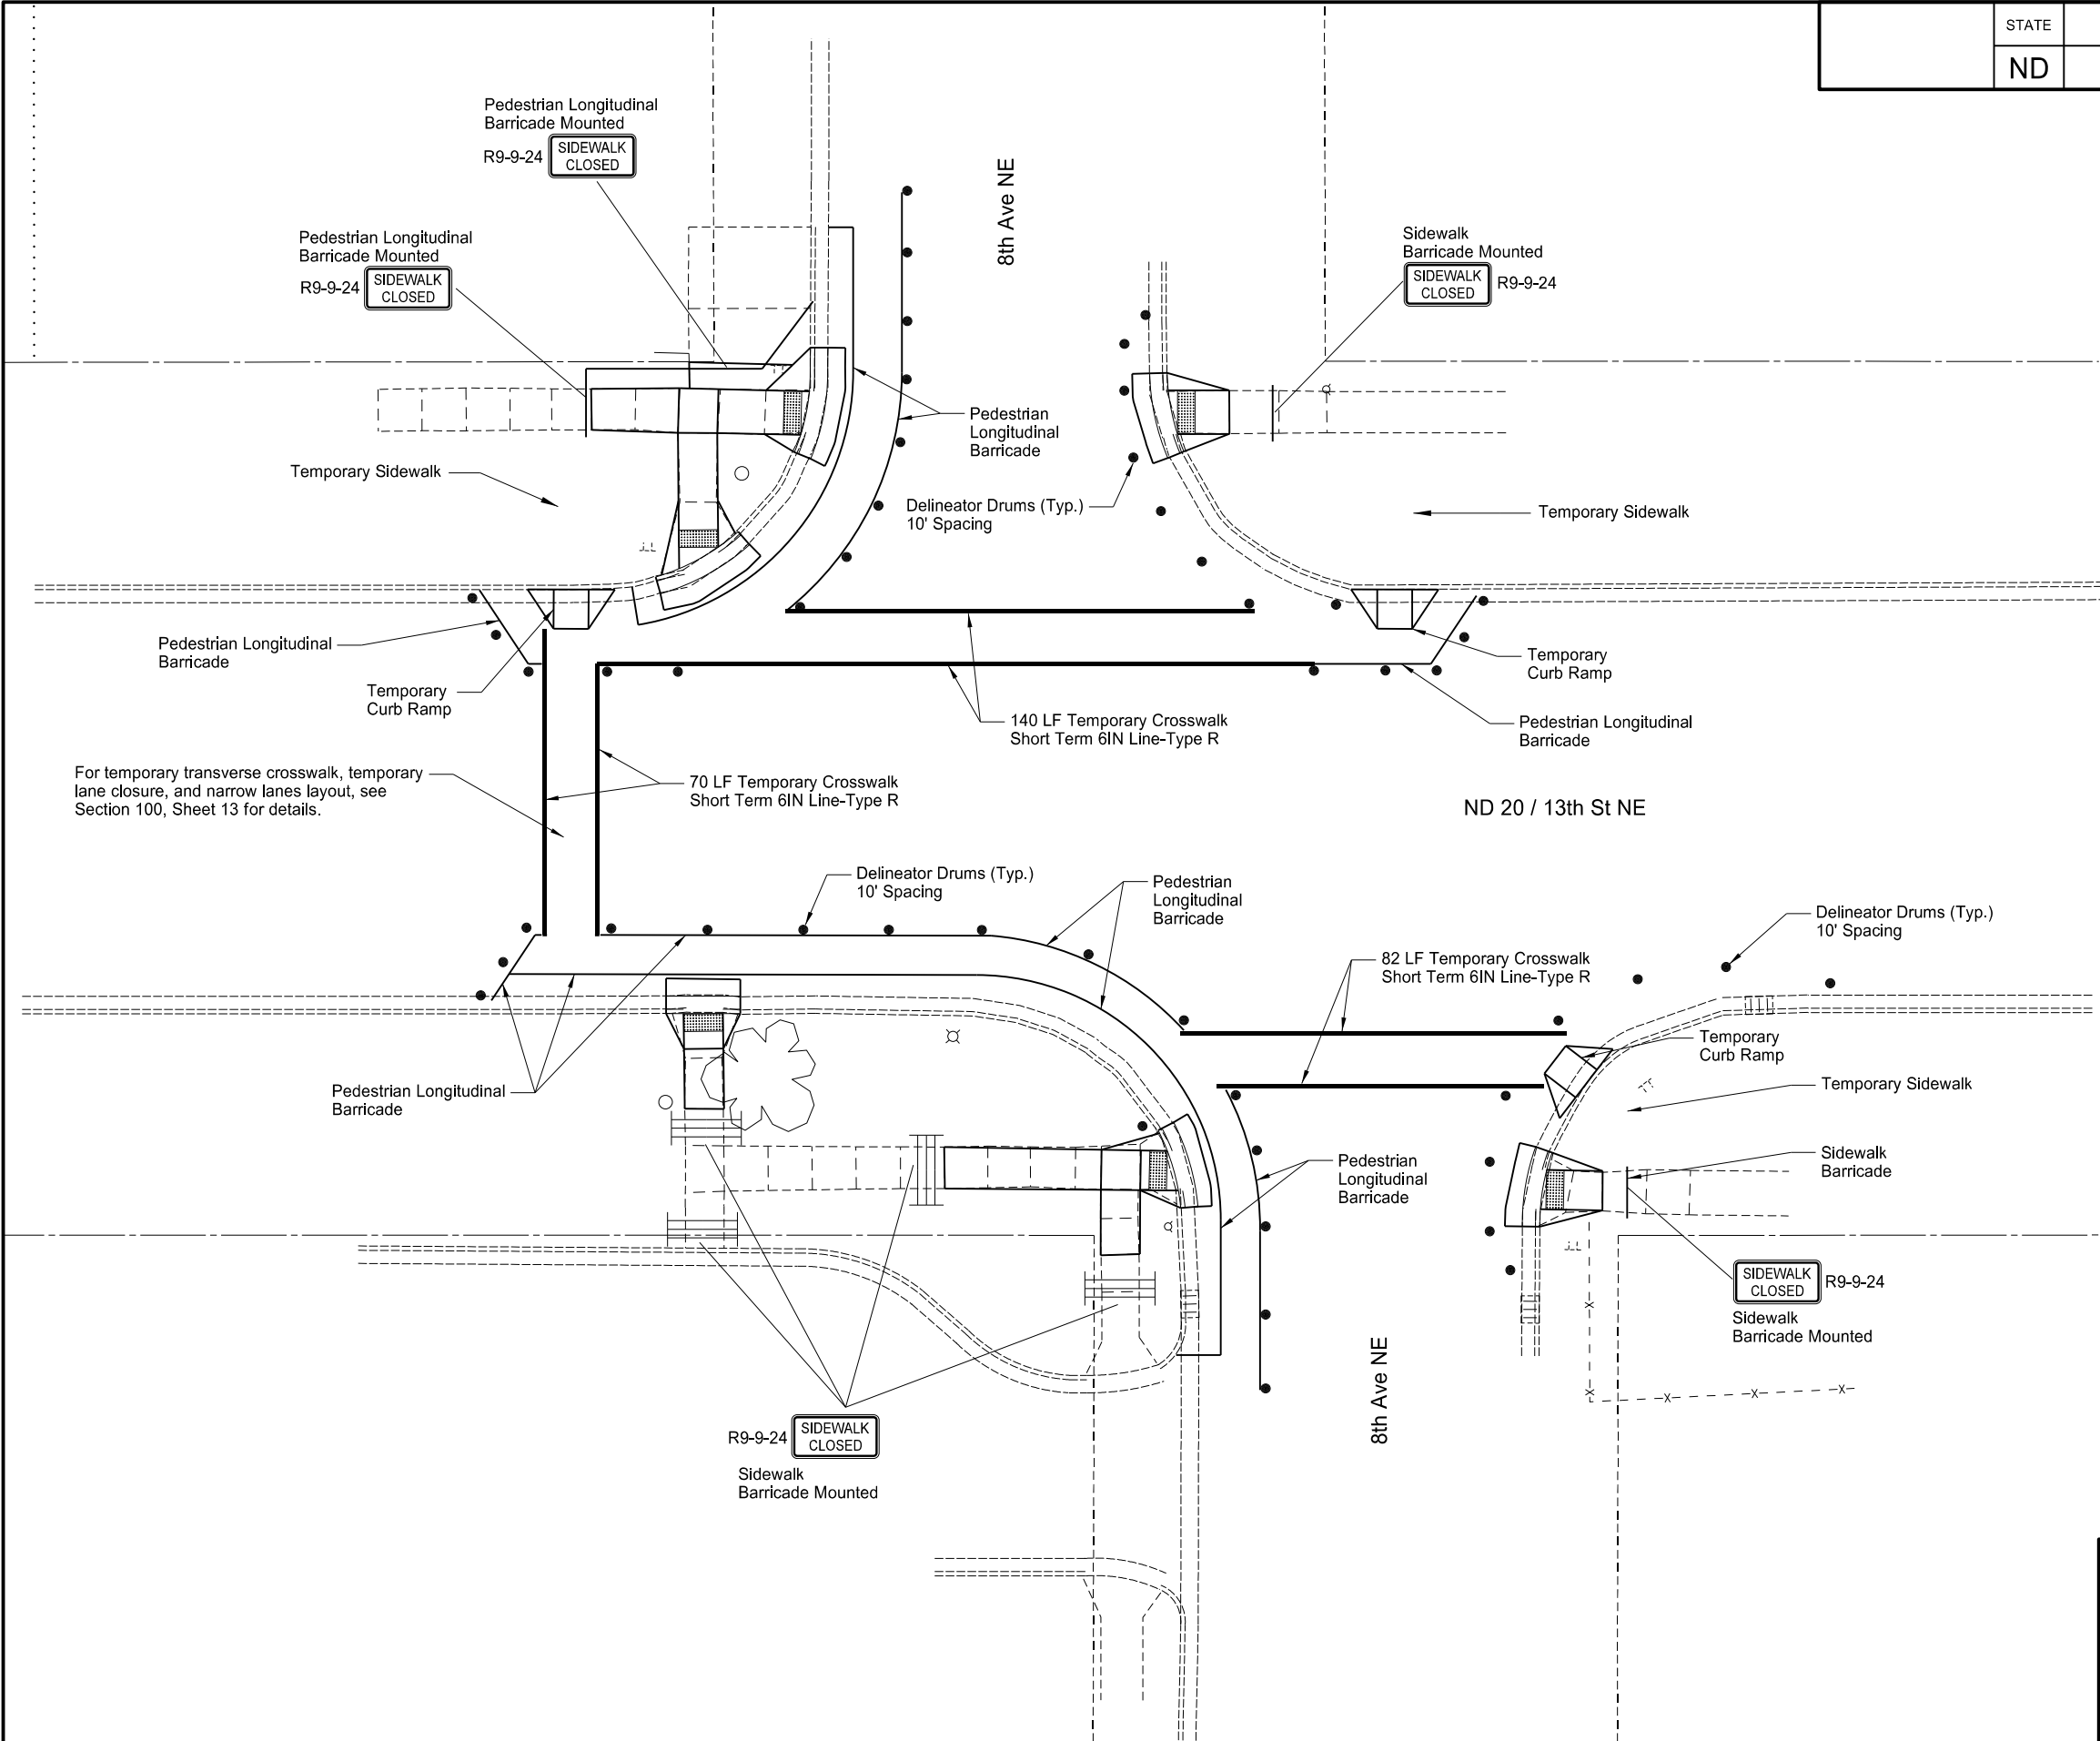 STATE
ND
Pedestrian Longitudinal
Barricade Mounted
R9-9-24
SIDEWALK
CLOSED
8th Ave NE
Pedestrian Longitudinal
Barricade Mounted
R9-9-24
SIDEWALK
CLOSED
Sidewalk
Barricade Mounted
SIDEWALK
CLOSED
R9-9-24
Pedestrian
Longitudinal
Barricade
Temporary Sidewalk
Delineator Drums (Typ.)
10' Spacing
Temporary Sidewalk
Pedestrian Longitudinal
Barricade
Temporary
Curb Ramp
Temporary
Curb Ramp
140 LF Temporary Crosswalk
Short Term 6IN Line-Type R
Pedestrian Longitudinal
Barricade
For temporary transverse crosswalk, temporary
lane closure, and narrow lanes layout, see
Section 100, Sheet 13 for details.
70 LF Temporary Crosswalk
Short Term 6IN Line-Type R
ND 20 / 13th St NE
Delineator Drums (Typ.)
10' Spacing
Pedestrian
Longitudinal
Barricade
Delineator Drums (Typ.)
10' Spacing
82 LF Temporary Crosswalk
Short Term 6IN Line-Type R
Temporary
Curb Ramp
Pedestrian Longitudinal
Barricade
Temporary Sidewalk
Pedestrian
Longitudinal
Barricade
Sidewalk
Barricade
SIDEWALK
CLOSED
R9-9-24
Sidewalk
Barricade Mounted
8th Ave NE
R9-9-24
SIDEWALK
CLOSED
Sidewalk
Barricade Mounted